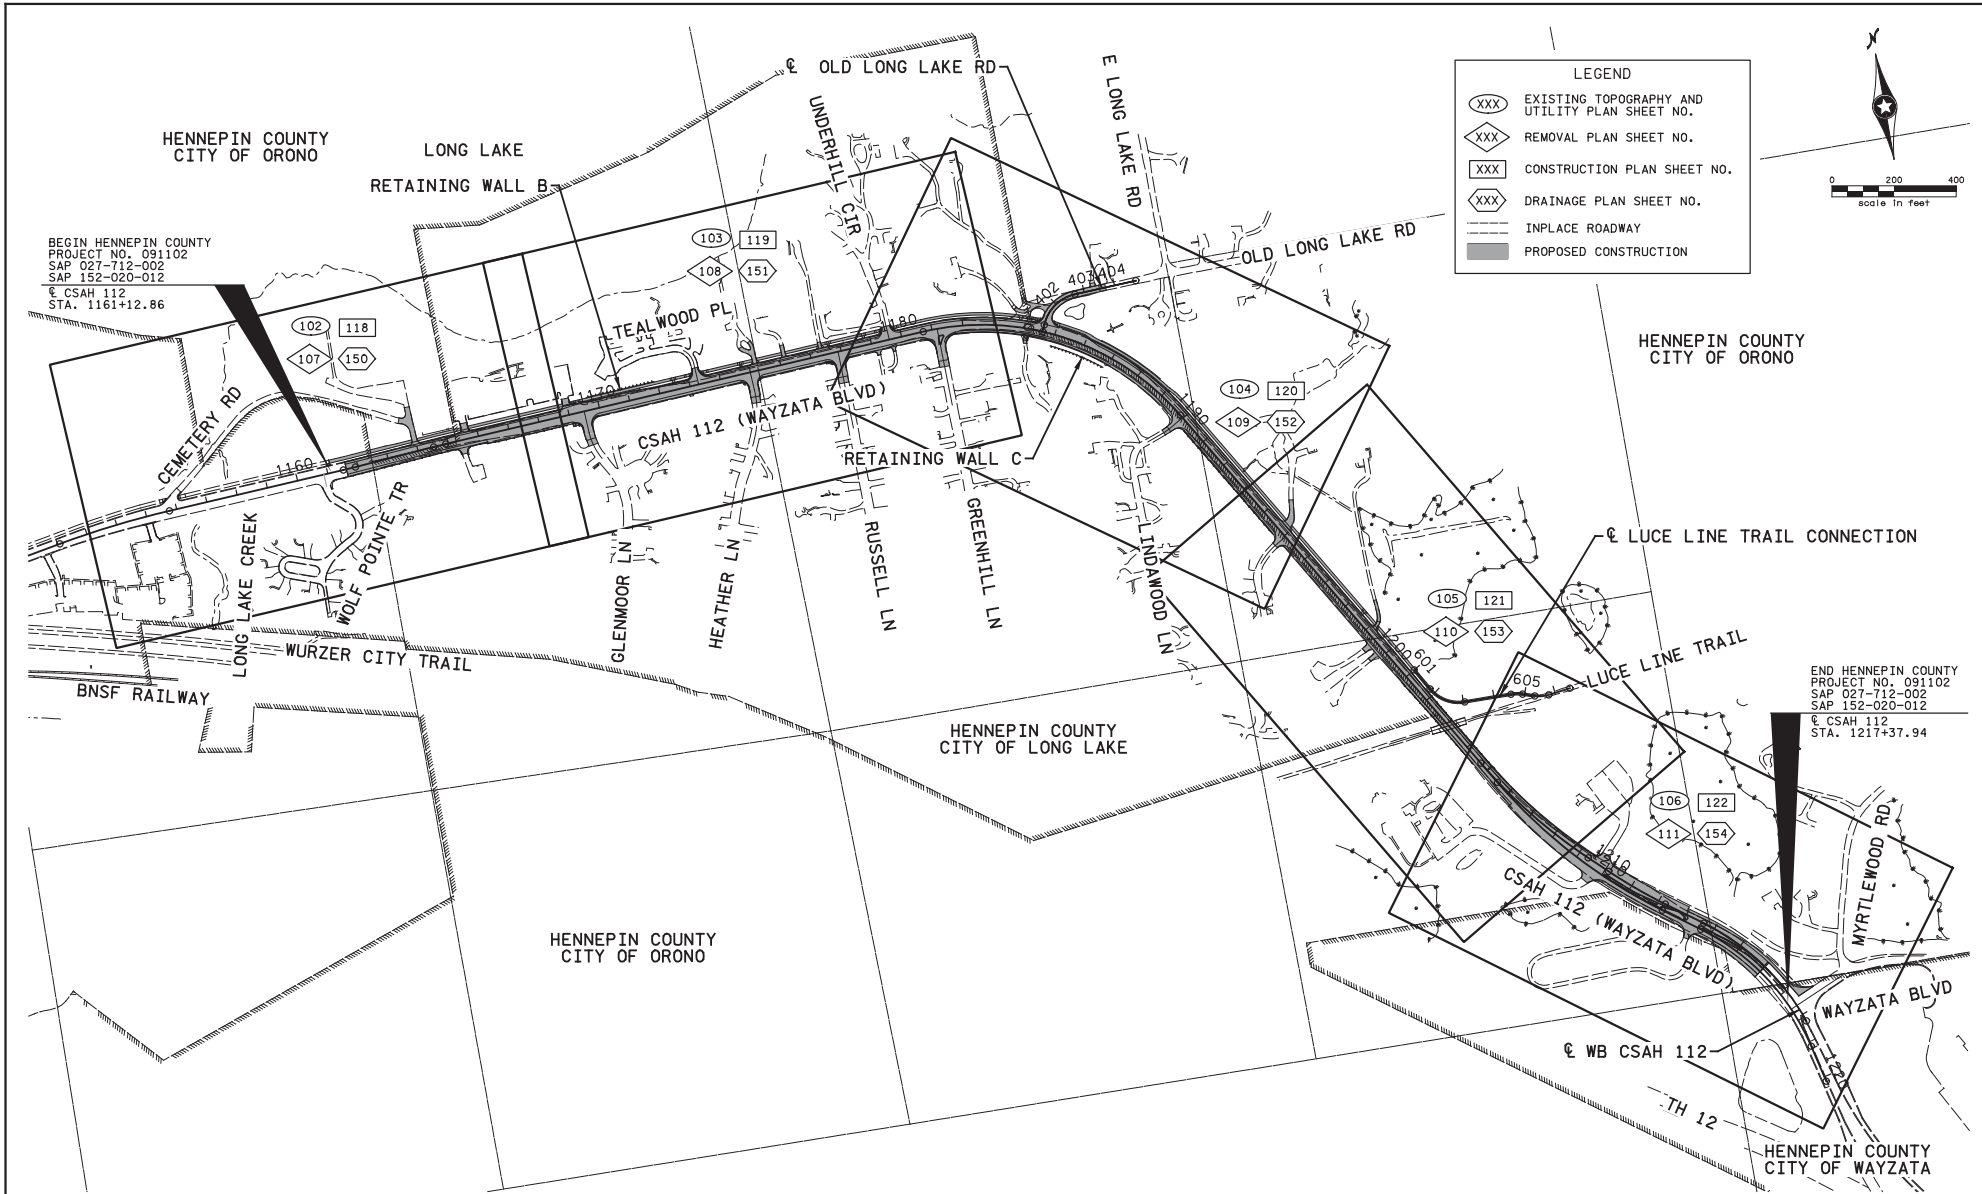 ℄ OLD LONG LAKE RD
E LONG LAKE RD
UNDERHILL CIR
HENNEPIN COUNTY
CITY OF ORONO
LONG LAKE
RETAINING WALL B
LEGEND
XXX EXISTING TOPOGRAPHY AND
UTILITY PLAN SHEET NO.
XXX REMOVAL PLAN SHEET NO.
XXX CONSTRUCTION PLAN SHEET NO.
XXX DRAINAGE PLAN SHEET NO.
INPLACE ROADWAY
PROPOSED CONSTRUCTION
N
0 200 400
scale in feet
BEGIN HENNEPIN COUNTY
PROJECT NO. 091102
SAP 027-712-002
SAP 152-020-012
℄ CSAH 112
STA. 1161+12.86
103 119
108 151
OLD LONG LAKE RD
402 403 404
102 118
107 150
TEALWOOD PL
180
HENNEPIN COUNTY
CITY OF ORONO
1170
104 120
109 152
1190
CSAH 112 (WAYZATA BLVD)
CEMETERY RD
1160
RETAINING WALL C
LONG LAKE CREEK
WOLF POINTE TR
GLENMOOR LN
HEATHER LN
RUSSELL LN
GREENHILL LN
LINDAWOOD LN
℄ LUCE LINE TRAIL CONNECTION
105 121
110 153
1200
601
605
LUCE LINE TRAIL
WURZER CITY TRAIL
BNSF RAILWAY
END HENNEPIN COUNTY
PROJECT NO. 091102
SAP 027-712-002
SAP 152-020-012
℄ CSAH 112
STA. 1217+37.94
HENNEPIN COUNTY
CITY OF LONG LAKE
106 122
111 154
MYRTLEWOOD RD
1210
CSAH 112 (WAYZATA BLVD)
HENNEPIN COUNTY
CITY OF ORONO
WAYZATA BLVD
℄ WB CSAH 112
1220
TH 12
HENNEPIN COUNTY
CITY OF WAYZATA